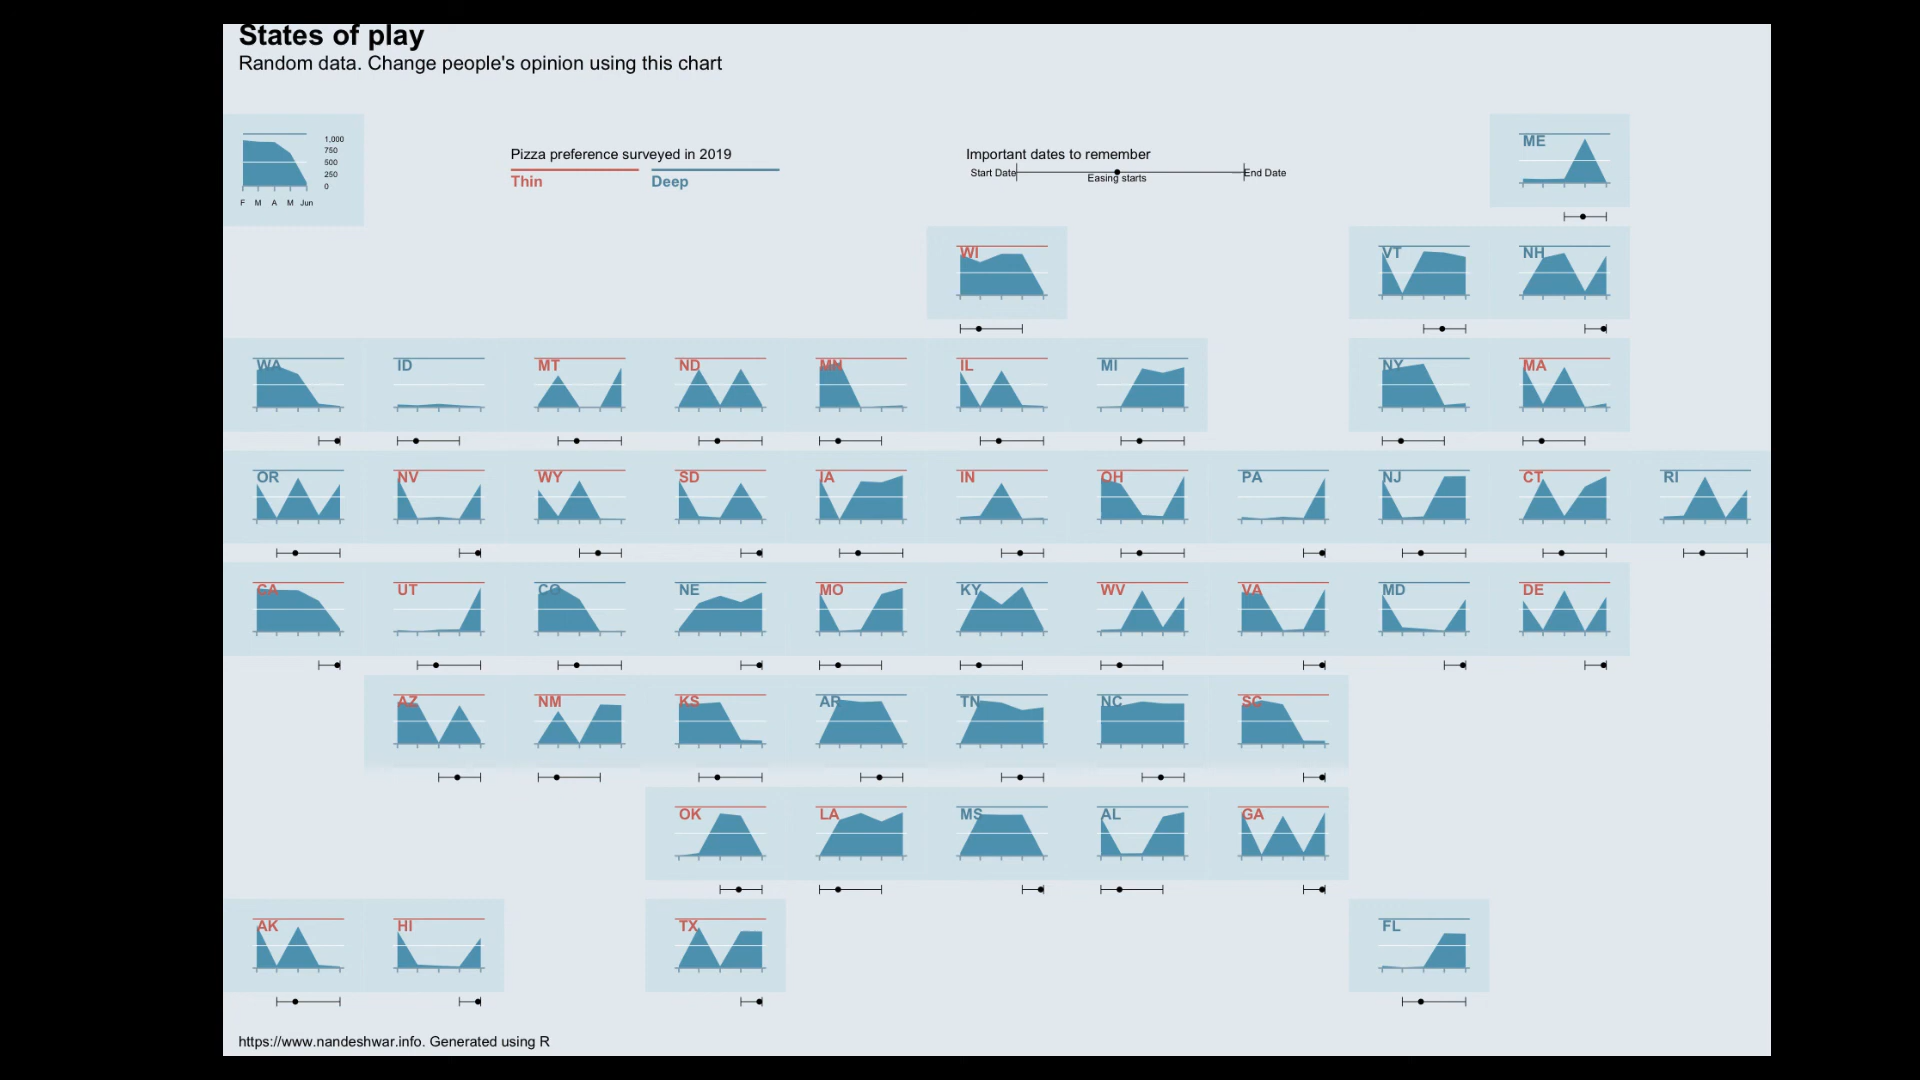 States of play
Random data. Change people's opinion using this chart
1,000
750
500
250
0
F M A M Jun
Pizza preference surveyed in 2019
Thin Deep
Important dates to remember
Start Date Easing starts End Date
ME
WI VT NH
WA ID MT ND MN IL MI NY MA
OR NV WY SD IA IN OH PA NJ CT RI
CA UT CO NE MO KY WV VA MD DE
AZ NM KS AR TN NC SC
OK LA MS AL GA
AK HI TX FL
https://www.nandeshwar.info. Generated using R